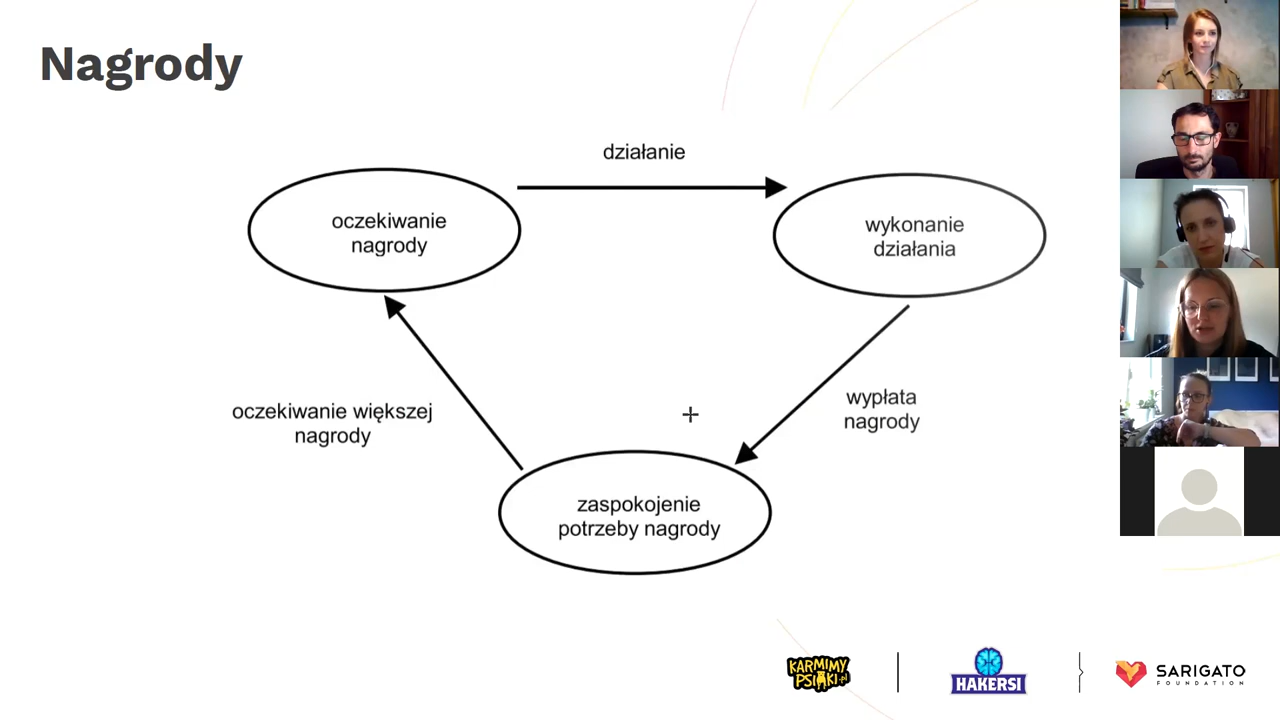 Nagrody
działanie
oczekiwanie
nagrody
wykonanie
działania
oczekiwanie większej
nagrody
wypłata
nagrody
zaspokojenie
potrzeby nagrody
KARMIMY
PSIAKI.pl
HAKERSI
SARIGATO
FOUNDATION